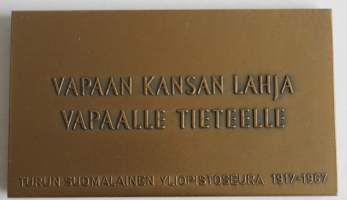 VAPAAN KANSAN LAHJA
VAPAALLE TIETEELLE
TURUN SUOMALAINEN YLIOPISTOSEURA 1917-1967